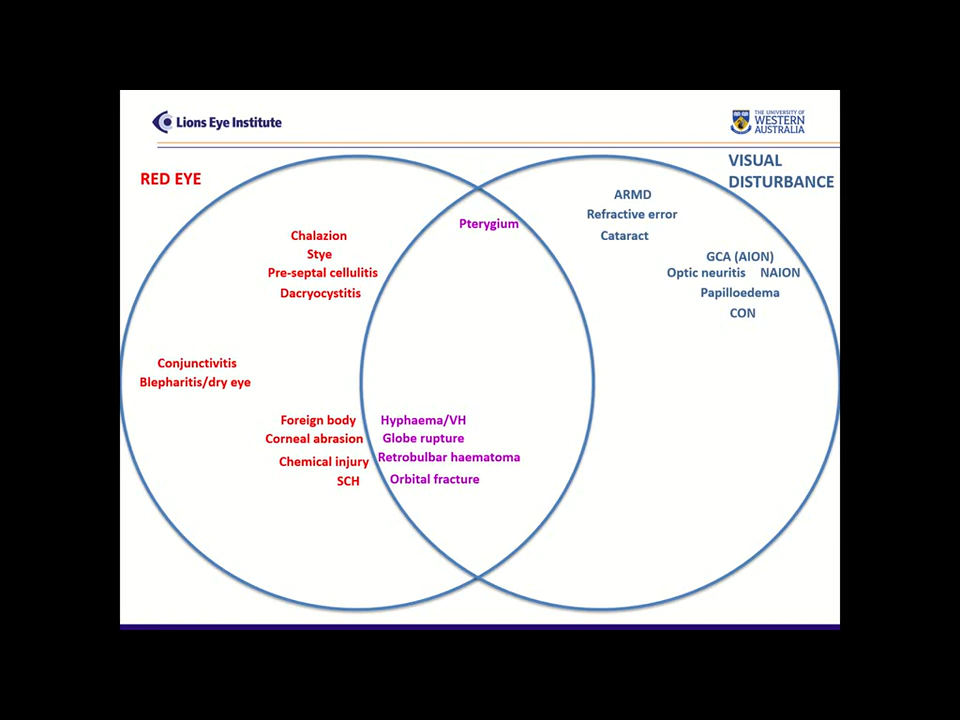 Lions Eye Institute
THE UNIVERSITY OF
WESTERN
AUSTRALIA
RED EYE
VISUAL
DISTURBANCE
Chalazion
Stye
Pre-septal cellulitis
Dacryocystitis
Conjunctivitis
Blepharitis/dry eye
Foreign body
Corneal abrasion
Chemical injury
SCH
Pterygium
Hyphaema/VH
Globe rupture
Retrobulbar haematoma
Orbital fracture
ARMD
Refractive error
Cataract
GCA (AION)
Optic neuritis NAION
Papilloedema
CON